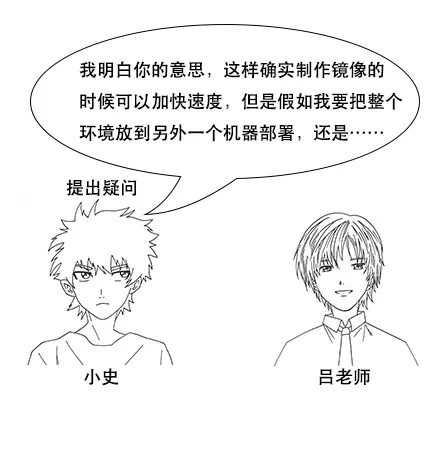 我明白你的意思，这样确实制作镜像的
时候可以加快速度，但是假如我要把整个
环境放到另外一个机器部署，还是……
提出疑问
小史
吕老师